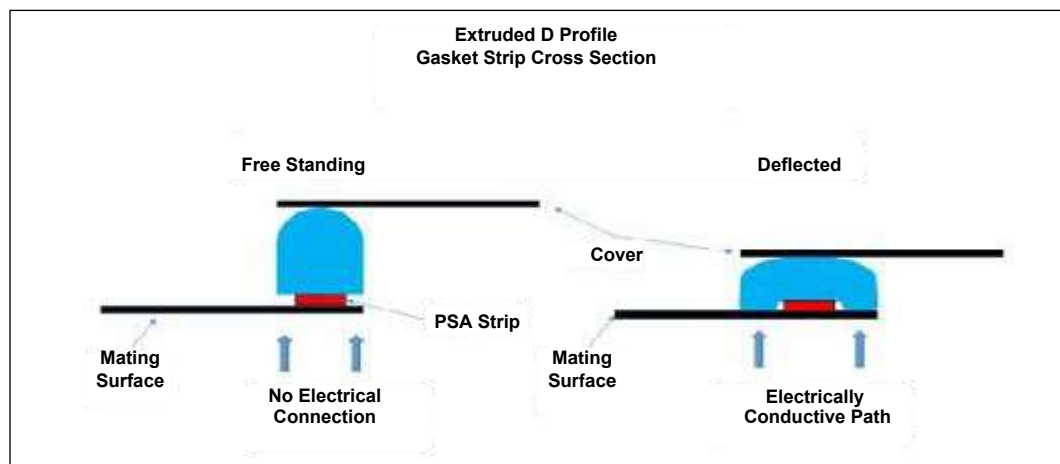 Extruded D Profile
Gasket Strip Cross Section
Free Standing
Deflected
Cover
PSA Strip
Mating
Surface
Mating
Surface
No Electrical
Connection
Electrically
Conductive Path